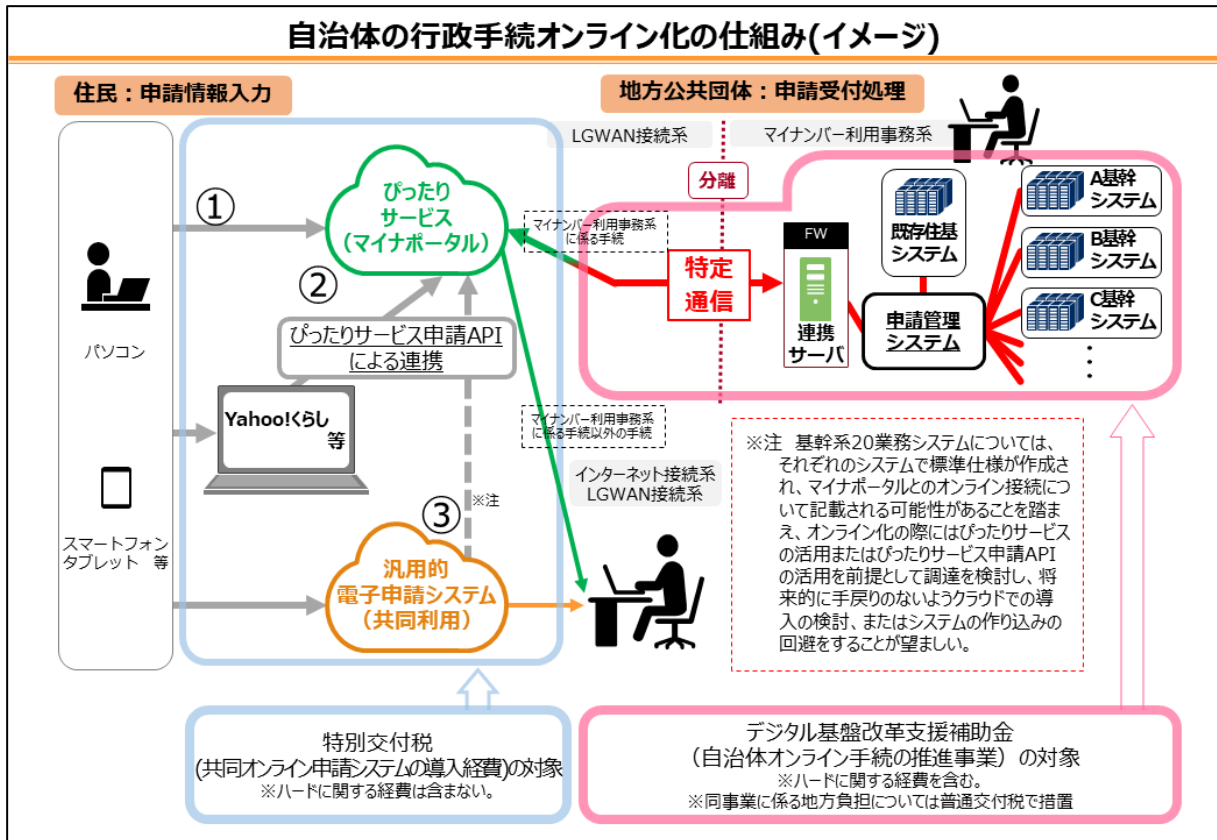 自治体の行政手続オンライン化の仕組み(イメージ)
住民：申請情報入力
地方公共団体：申請受付処理
LGWAN接続系
マイナンバー利用事務系
分離
①
ぴったり
サービス
（マイナポータル）
マイナンバー利用事務系
に係る手続
特定
通信
FW
連携
サーバ
既存住基
システム
申請管理
システム
A基幹
システム
B基幹
システム
C基幹
システム
・・・
パソコン
②
ぴったりサービス申請API
による連携
Yahoo!くらし
等
マイナンバー利用事務系
に係る手続以外の手続
インターネット接続系
LGWAN接続系
※注
③
スマートフォン
タブレット 等
汎用的
電子申請システム
（共同利用）
※注 基幹系20業務システムについては、
それぞれのシステムで標準仕様が作成さ
れ、マイナポータルとのオンライン接続につ
いて記載される可能性があることを踏ま
え、オンライン化の際にはぴったりサービス
の活用またはぴったりサービス申請API
の活用を前提として調達を検討し、将
来的に手戻りのないようクラウドでの導
入の検討、またはシステムの作り込みの
回避をすることが望ましい。
特別交付税
(共同オンライン申請システムの導入経費)の対象
※ハードに関する経費は含まない。
デジタル基盤改革支援補助金
（自治体オンライン手続の推進事業）の対象
※ハードに関する経費を含む。
※同事業に係る地方負担については普通交付税で措置